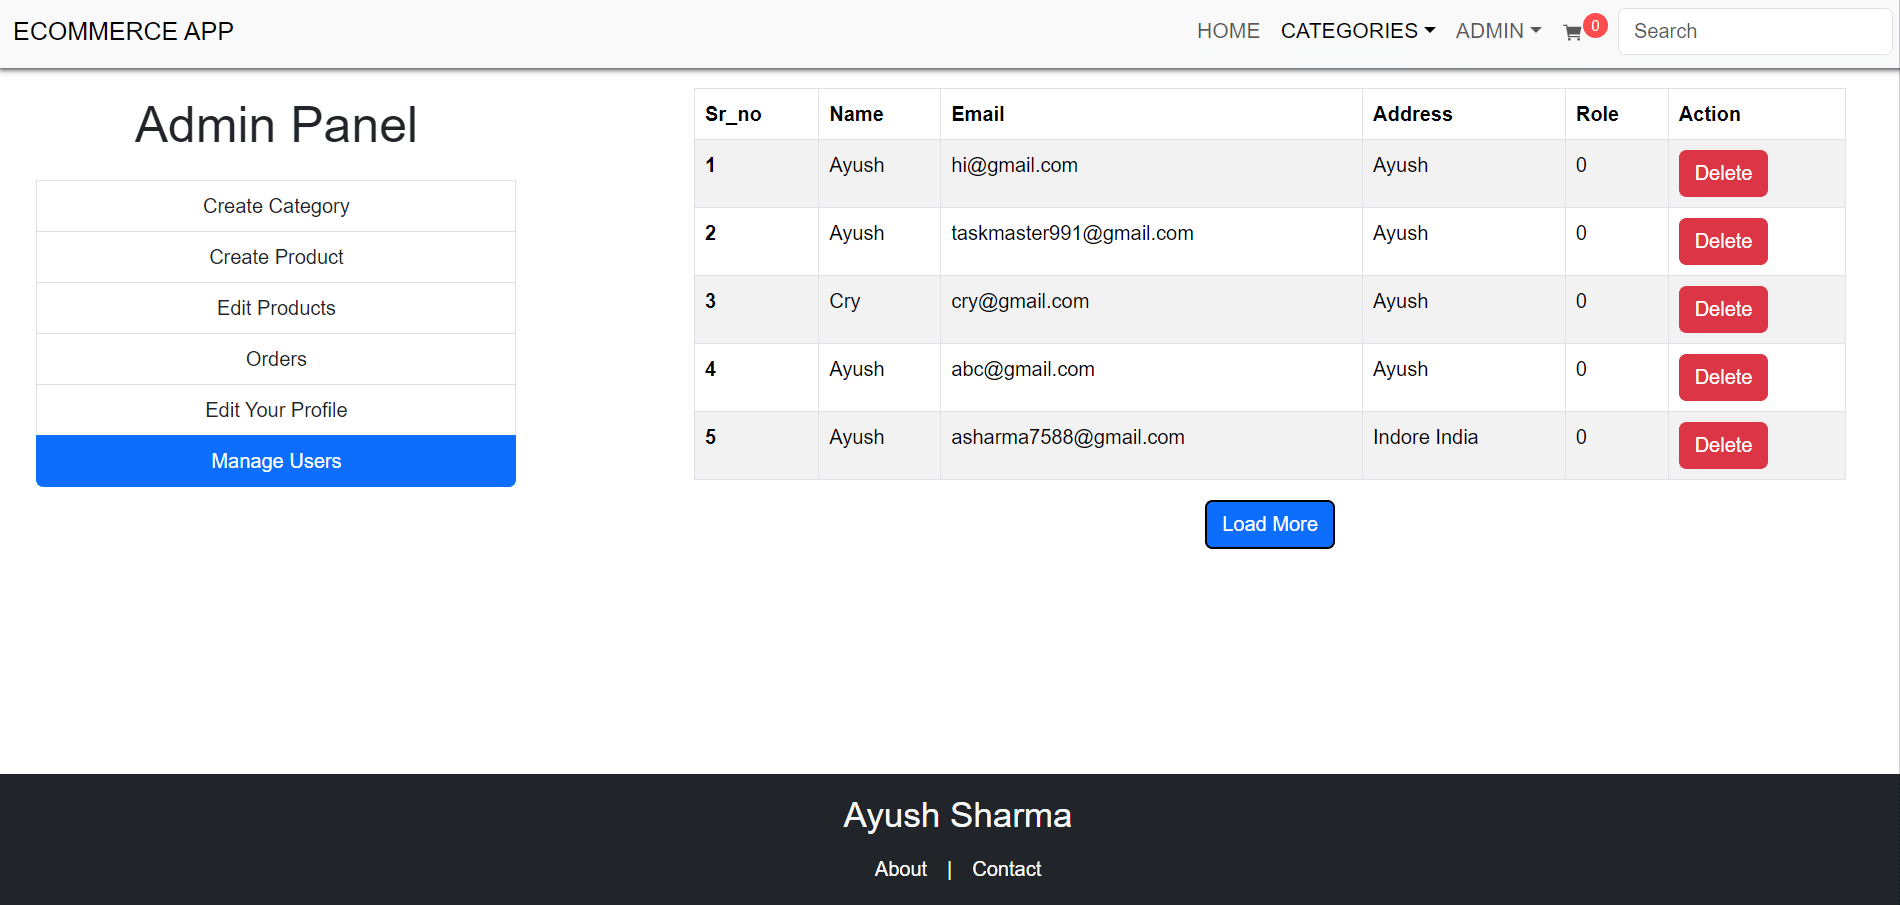 ECOMMERCE APP HOME CATEGORIES ADMIN 0 Search
Admin Panel
Create Category
Create Product
Edit Products
Orders
Edit Your Profile
Manage Users
Sr_no Name Email Address Role Action
1 Ayush hi@gmail.com Ayush 0 Delete
2 Ayush taskmaster991@gmail.com Ayush 0 Delete
3 Cry cry@gmail.com Ayush 0 Delete
4 Ayush abc@gmail.com Ayush 0 Delete
5 Ayush asharma7588@gmail.com Indore India 0 Delete
Load More
Ayush Sharma
About | Contact